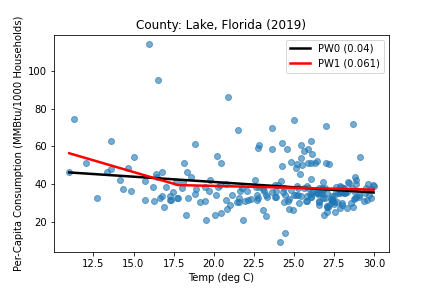 County: Lake, Florida (2019)
PW0 (0.04)
PW1 (0.061)
Per-Capita Consumption (MMBtu/1000 Households)
100
80
60
40
20
12.5 15.0 17.5 20.0 22.5 25.0 27.5 30.0
Temp (deg C)